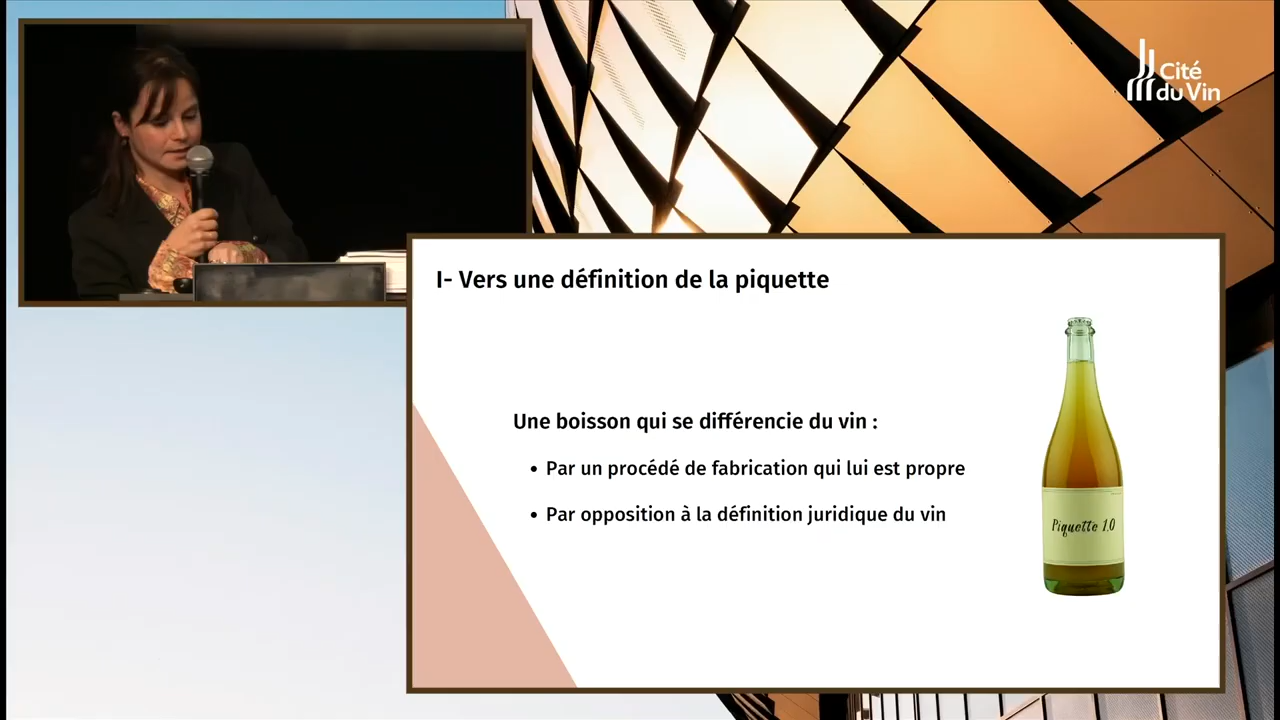 Cité
du Vin
I- Vers une définition de la piquette
Une boisson qui se différencie du vin :
• Par un procédé de fabrication qui lui est propre
• Par opposition à la définition juridique du vin
Piquette 1.0